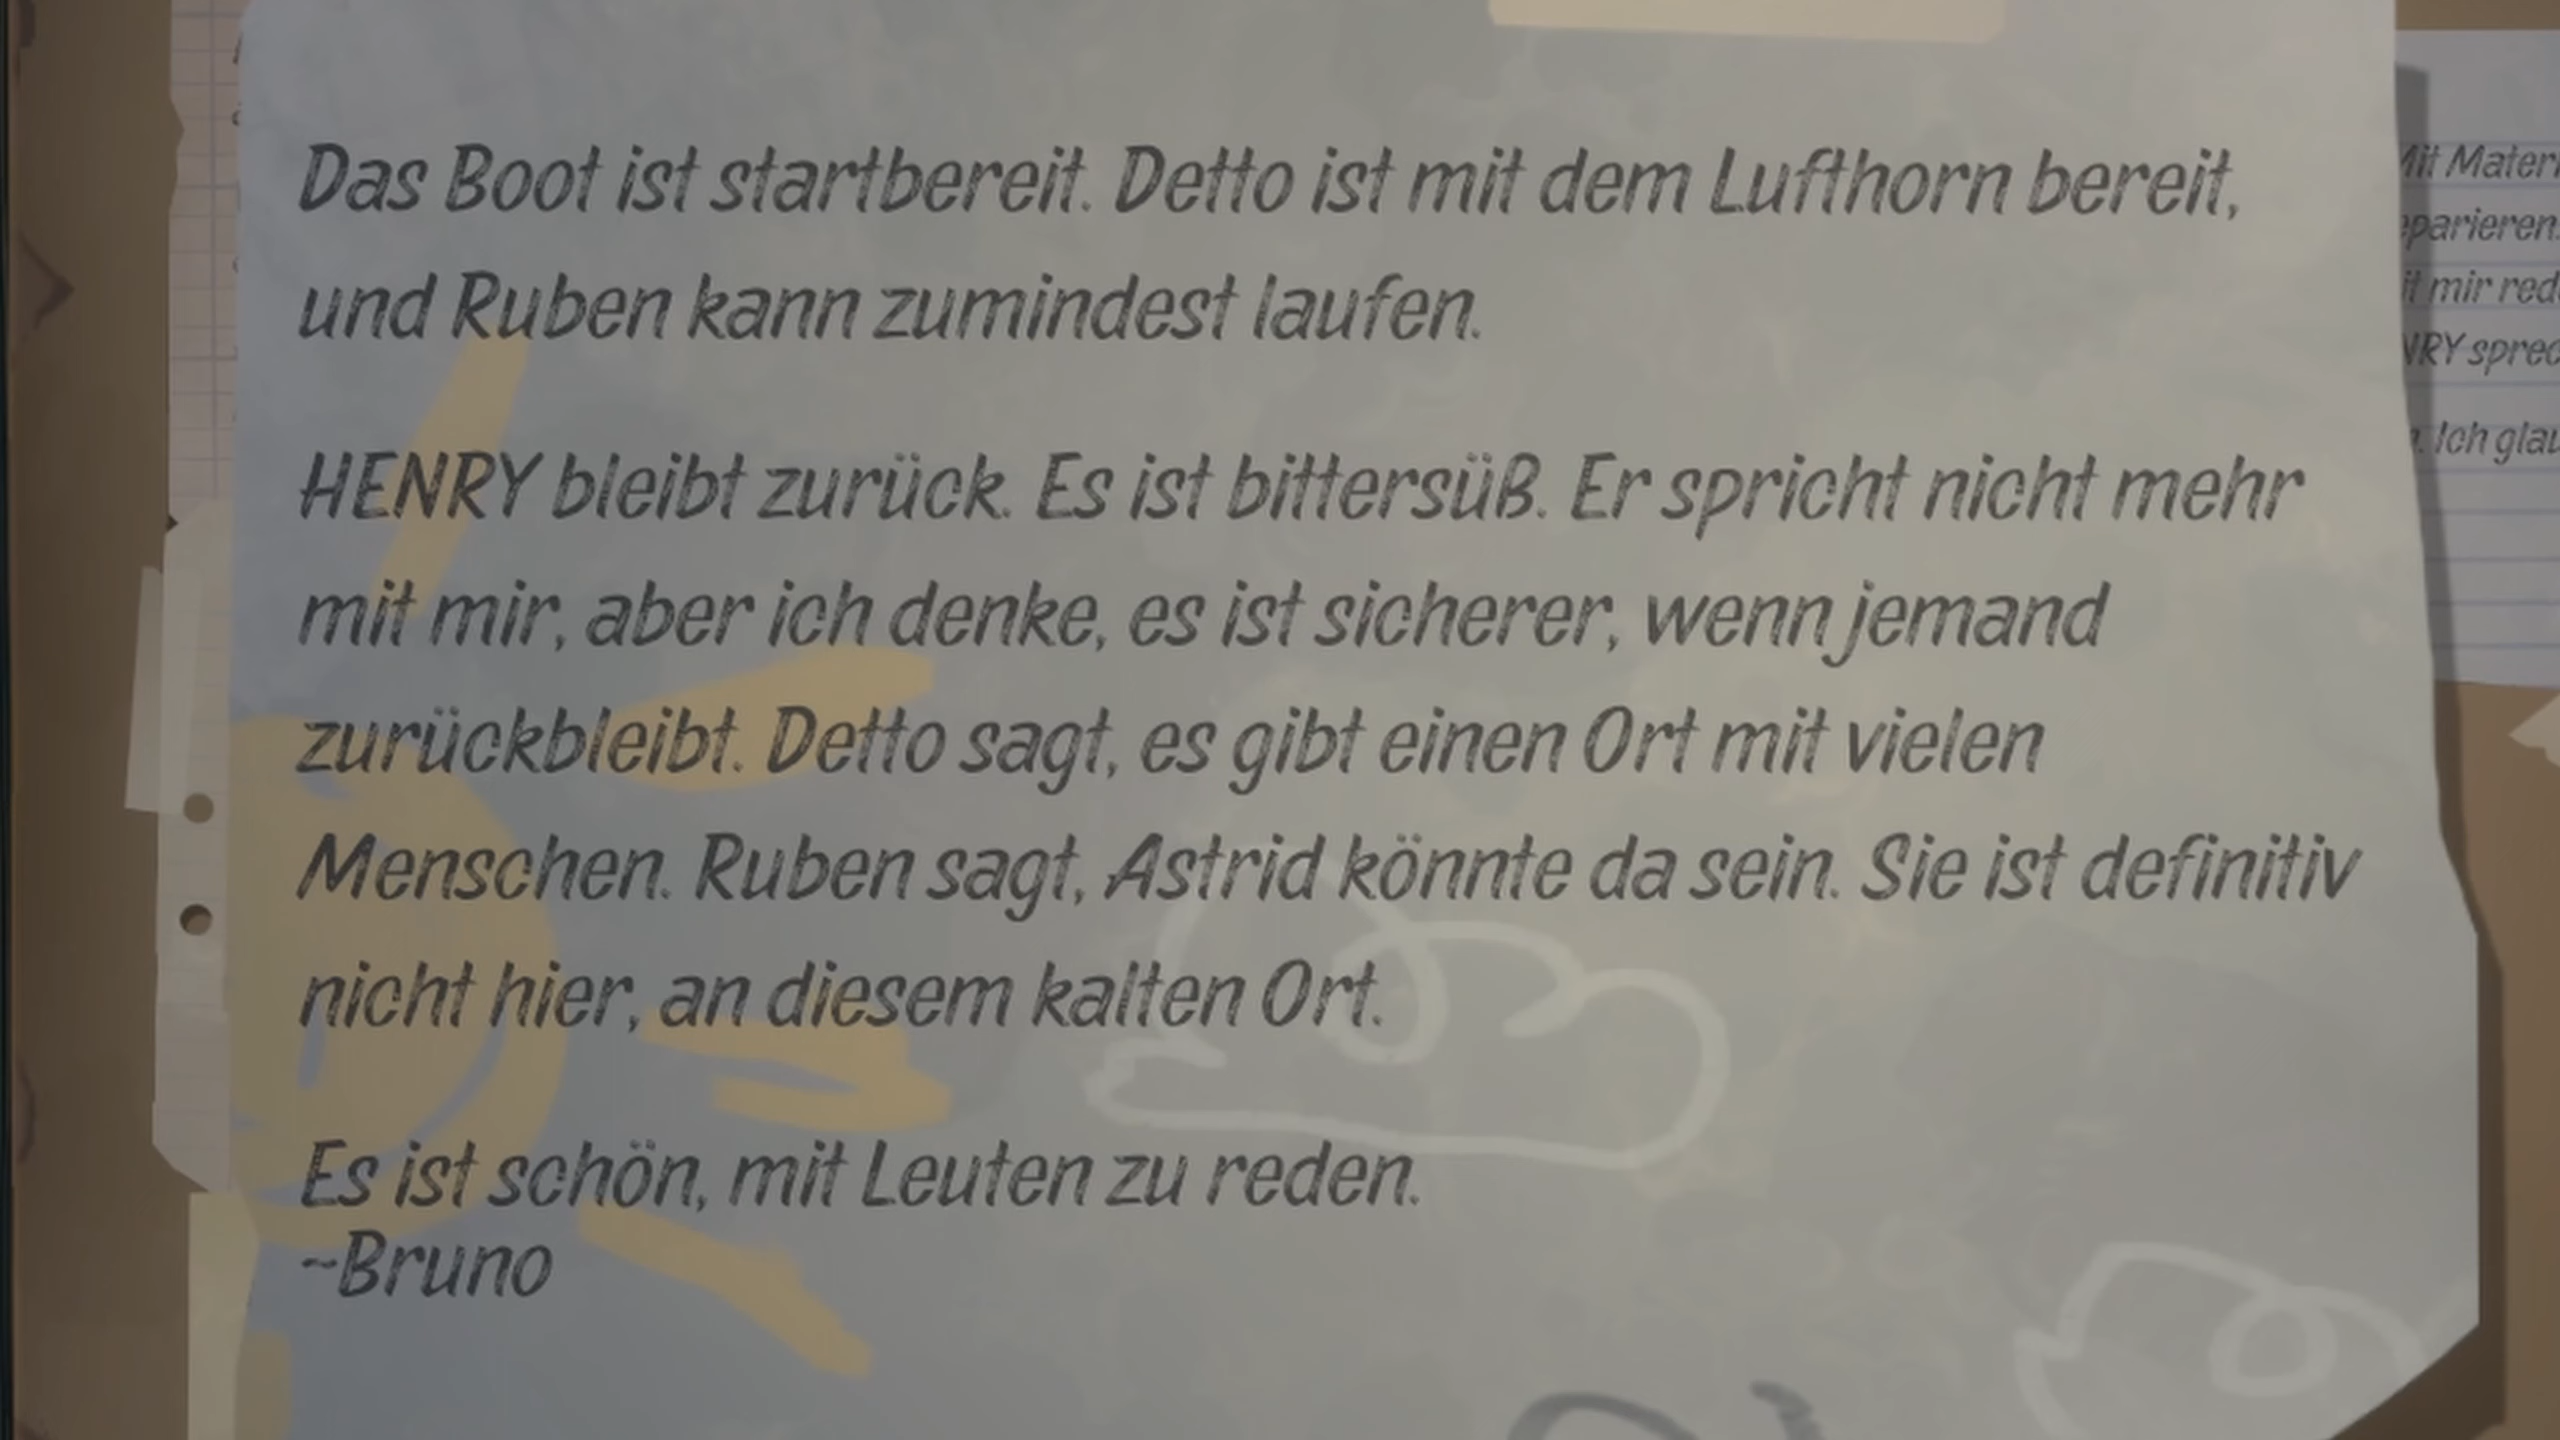 Das Boot ist startbereit. Detto ist mit dem Lufthorn bereit,
und Ruben kann zumindest laufen.
HENRY bleibt zurück. Es ist bittersüß. Er spricht nicht mehr
mit mir, aber ich denke, es ist sicherer, wenn jemand
zurückbleibt. Detto sagt, es gibt einen Ort mit vielen
Menschen. Ruben sagt, Astrid könnte da sein. Sie ist definitiv
nicht hier, an diesem kalten Ort.
Es ist schön, mit Leuten zu reden.
~Bruno
Mit
mir
Ich